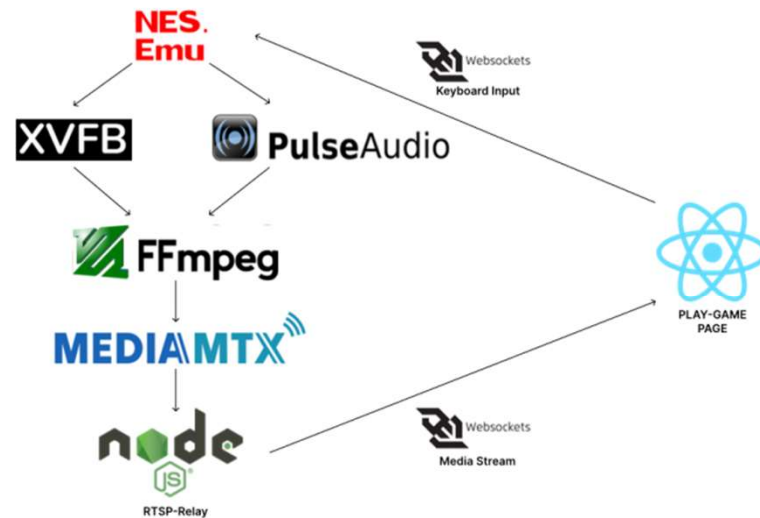 NES.
Emu
Websockets
Keyboard Input
XVFB
PulseAudio
FFmpeg
PLAY-GAME
PAGE
MEDIAMTX
node
JS
RTSP-Relay
Websockets
Media Stream